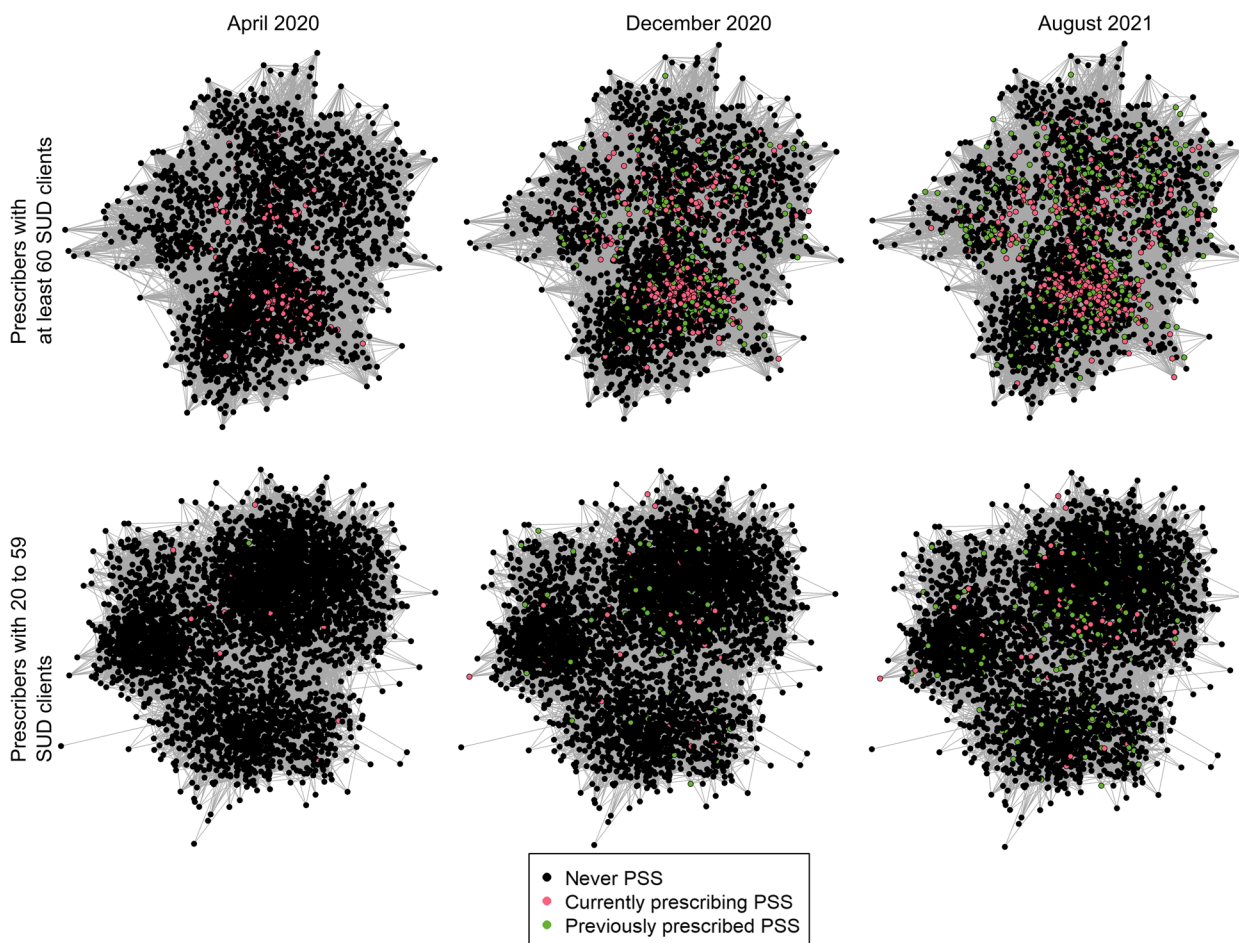 April 2020
December 2020
August 2021
Prescribers with
at least 60 SUD clients
Prescribers with 20 to 59
SUD clients
Never PSS
Currently prescribing PSS
Previously prescribed PSS